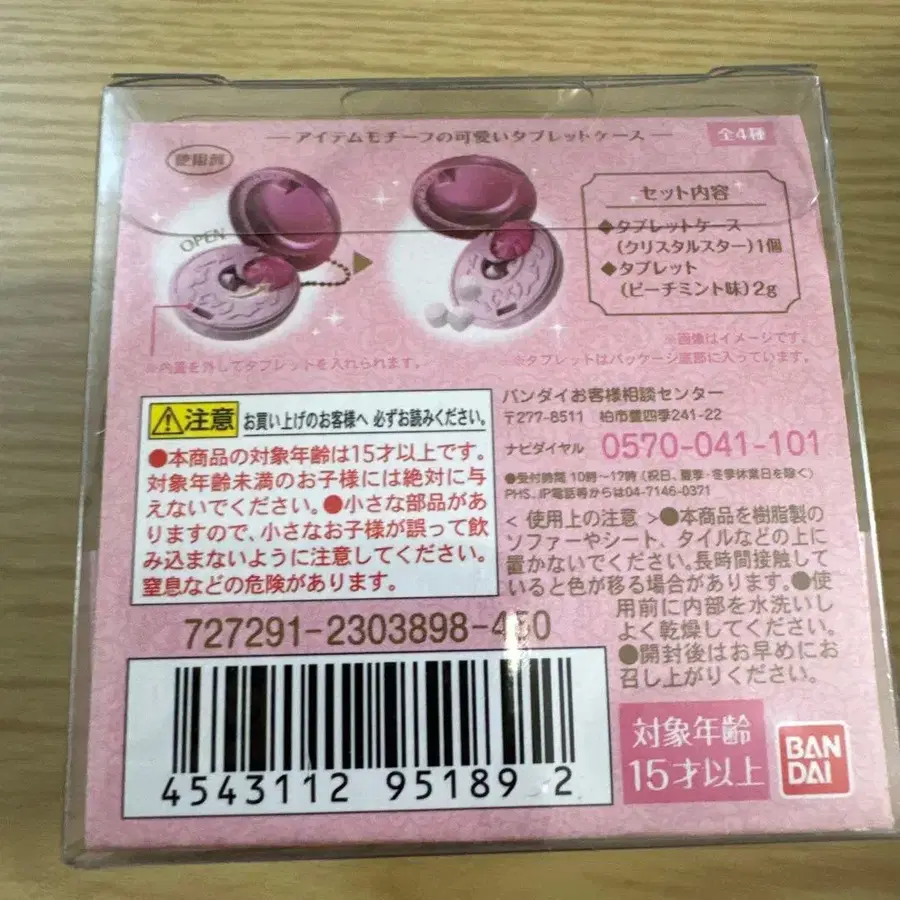 アイテムモチーフの可愛いタブレットケース
全4種
使用例
OPEN
セット内容
◆タブレットケース
(クリスタルスター)1個
◆タブレット
(ピーチミント味)2g
※内蓋を外してタブレットを入れられます。
※画像はイメージです。
※タブレットはパッケージ底部に入っています。
注意 お買い上げのお客様へ 必ずお読みください。
●本商品の対象年齢は15才以上です。
対象年齢未満のお子様には絶対に与
えないでください。●小さな部品があ
りますので、小さなお子様が誤って飲
み込まないように注意してください。
窒息などの危険があります。
バンダイお客様相談センター
〒277-8511 柏市豊四季241-22
ナビダイヤル 0570-041-101
●受付時間 10時〜17時(祝日、夏季・冬季休業日を除く)
PHS、IP電話等からは04-7146-0371
< 使用上の注意 >●本商品を樹脂製の
ソファーやシート、タイルなどの上に
置かないでください。長時間接触して
いると色が移る場合があります。●使
用前に内部を水洗いし
よく乾燥してください。
●開封後はお早めにお
召し上がりください。
727291-2303898-450
4543112 95189 2
対象年齢
15才以上
BAN
DAI